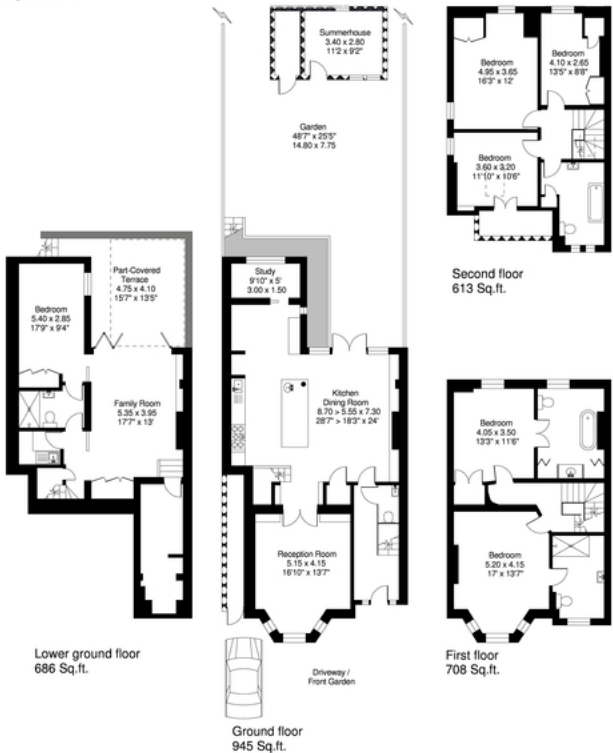 Summerhouse
3.40 x 2.80
11'2 x 9'2"
Garden
48'7" x 25'5"
14.80 x 7.75
Bedroom
4.95 x 3.65
16'3" x 12'
Bedroom
4.10 x 2.65
13'5" x 8'8"
Bedroom
3.60 x 3.20
11'10" x 10'6"
Second floor
613 Sq.ft.
Part-Covered
Terrace
4.75 x 4.10
15'7" x 13'5"
Bedroom
5.40 x 2.85
17'9" x 9'4"
Family Room
5.35 x 3.95
17'7" x 13'
Lower ground floor
686 Sq.ft.
Study
9'10" x 5'
3.00 x 1.50
Kitchen
Dining Room
8.70 > 5.55 x 7.30
28'7" > 18'3" x 24'
Reception Room
5.15 x 4.15
16'10" x 13'7"
Driveway /
Front Garden
Ground floor
945 Sq.ft.
Bedroom
4.05 x 3.50
13'3" x 11'6"
Bedroom
5.20 x 4.15
17' x 13'7"
First floor
708 Sq.ft.